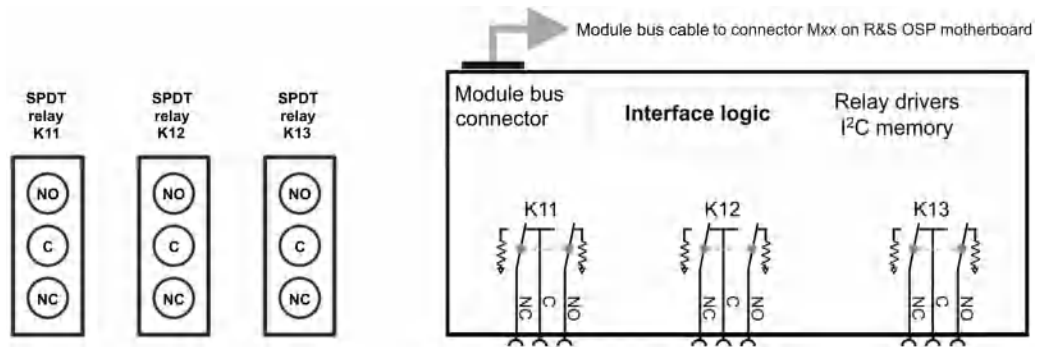 Module bus cable to connector Mxx on R&S OSP motherboard
SPDT
relay
K11
SPDT
relay
K12
SPDT
relay
K13
NO
C
NC
NO
C
NC
NO
C
NC
Module bus
connector
Interface logic
Relay drivers
I²C memory
K11
K12
K13
NC
C
NO
NC
C
NO
NC
C
NO